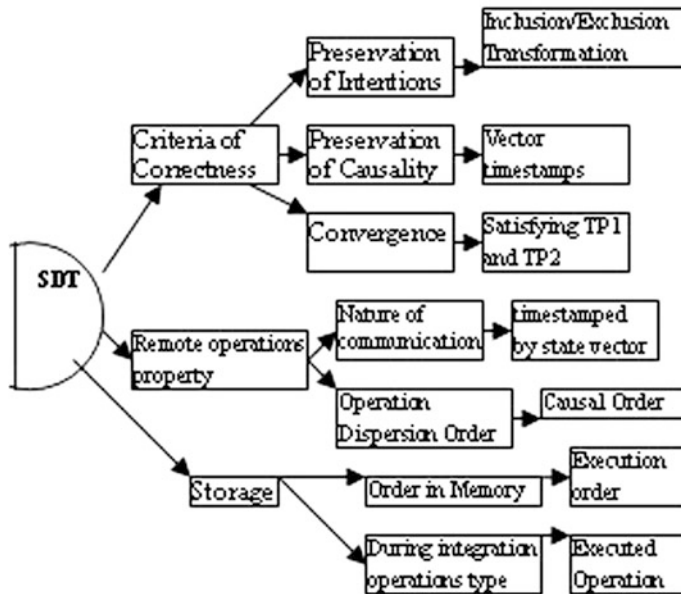 Inclusion/Exclusion
Transformation
Preservation
of Intentions
Criteria of
Correctness
Preservation
of Causality
Vector
timestamps
Convergence
Satisfying TP1
and TP2
SDT
Remote operations
property
Nature of
communication
timestamped
by state vector
Operation
Dispersion Order
Causal Order
Storage
Order in Memory
Execution
order
During integration
operations type
Executed
Operation